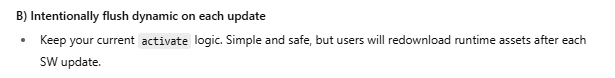 B) Intentionally flush dynamic on each update
• Keep your current activate logic. Simple and safe, but users will redownload runtime assets after each
SW update.